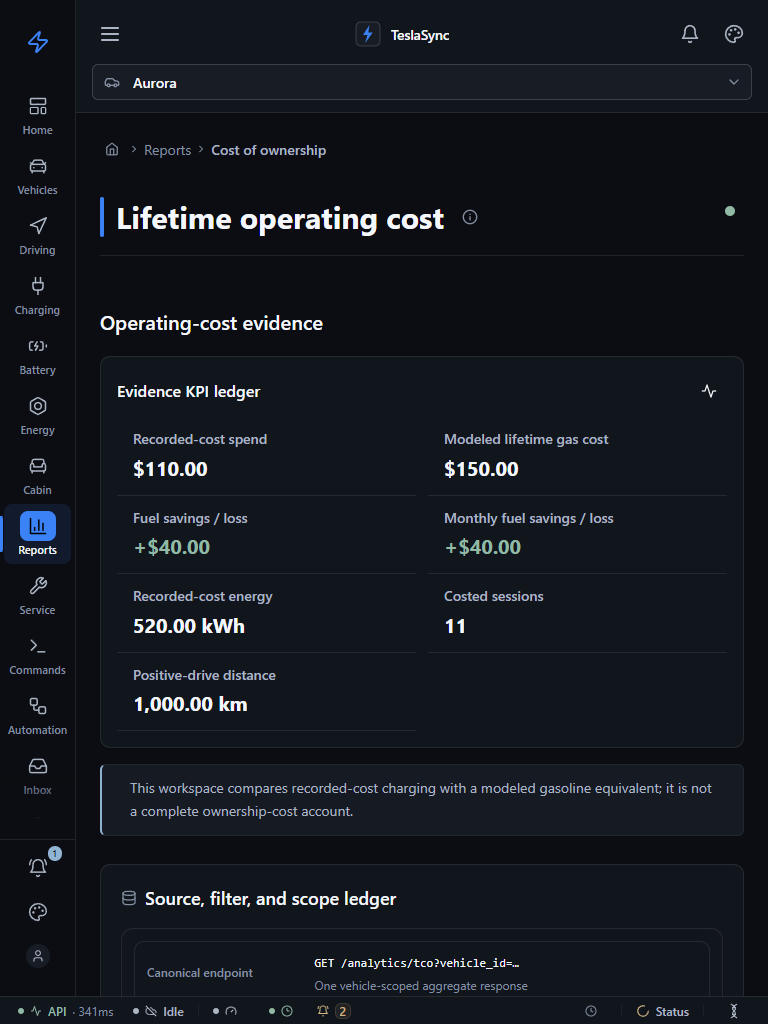 TeslaSync
Aurora
Home
Vehicles
Driving
Charging
Battery
Energy
Cabin
Reports
Service
Commands
Automation
Inbox
1
Reports
Cost of ownership
Lifetime operating cost
Operating-cost evidence
Evidence KPI ledger
Recorded-cost spend
$110.00
Modeled lifetime gas cost
$150.00
Fuel savings / loss
+$40.00
Monthly fuel savings / loss
+$40.00
Recorded-cost energy
520.00 kWh
Costed sessions
11
Positive-drive distance
1,000.00 km
This workspace compares recorded-cost charging with a modeled gasoline equivalent; it is not
a complete ownership-cost account.
Source, filter, and scope ledger
Canonical endpoint
GET /analytics/tco?vehicle_id=…
One vehicle-scoped aggregate response
API · 341ms
Idle
2
Status